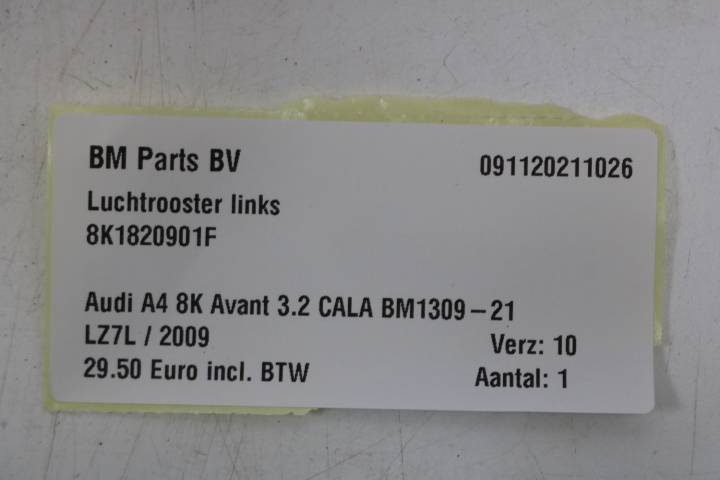 BM Parts BV 091120211026
Luchtrooster links
8K1820901F
Audi A4 8K Avant 3.2 CALA BM1309-21
LZ7L / 2009 Verz: 10
29.50 Euro incl. BTW Aantal: 1